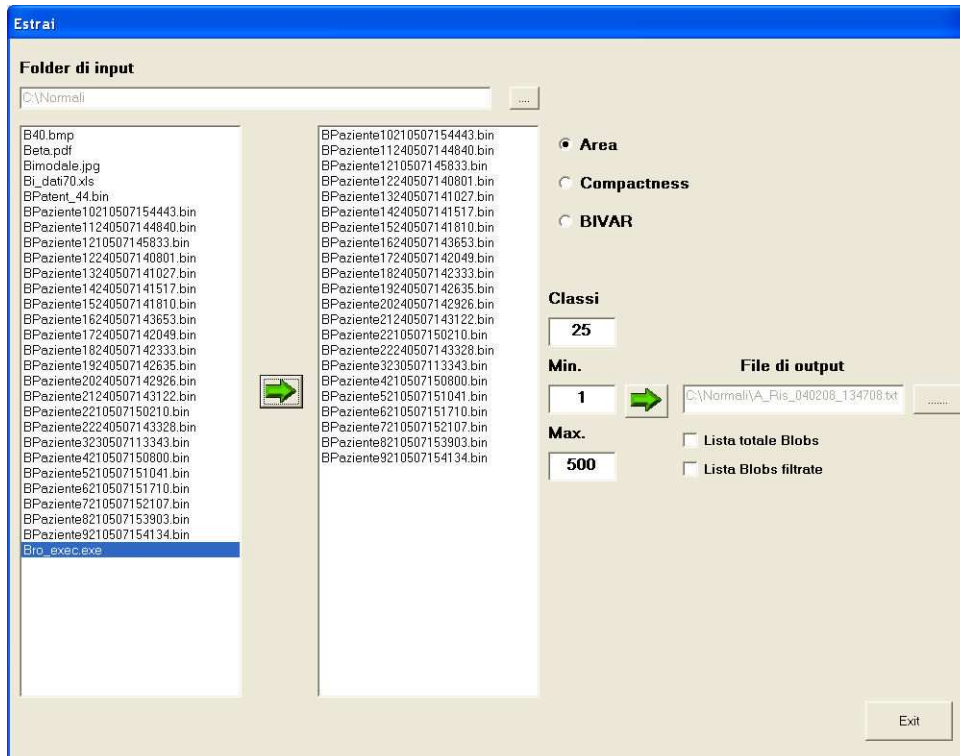 Estrai
Folder di input
C:\Normali
....
B40.bmp
Beta.pdf
Bimodale.jpg
Bi_dati70.xls
BPatent_44.bin
BPaziente10210507154443.bin
BPaziente11240507144840.bin
BPaziente1210507145833.bin
BPaziente12240507140801.bin
BPaziente13240507141027.bin
BPaziente14240507141517.bin
BPaziente15240507141810.bin
BPaziente16240507143653.bin
BPaziente17240507142049.bin
BPaziente18240507142333.bin
BPaziente19240507142635.bin
BPaziente20240507142926.bin
BPaziente21240507143122.bin
BPaziente2210507150210.bin
BPaziente22240507143328.bin
BPaziente3230507113343.bin
BPaziente4210507150800.bin
BPaziente5210507151041.bin
BPaziente6210507151710.bin
BPaziente7210507152107.bin
BPaziente8210507153903.bin
BPaziente9210507154134.bin
Bro_exec.exe
BPaziente10210507154443.bin
BPaziente11240507144840.bin
BPaziente1210507145833.bin
BPaziente12240507140801.bin
BPaziente13240507141027.bin
BPaziente14240507141517.bin
BPaziente15240507141810.bin
BPaziente16240507143653.bin
BPaziente17240507142049.bin
BPaziente18240507142333.bin
BPaziente19240507142635.bin
BPaziente20240507142926.bin
BPaziente21240507143122.bin
BPaziente2210507150210.bin
BPaziente22240507143328.bin
BPaziente3230507113343.bin
BPaziente4210507150800.bin
BPaziente5210507151041.bin
BPaziente6210507151710.bin
BPaziente7210507152107.bin
BPaziente8210507153903.bin
BPaziente9210507154134.bin
Area
Compactness
BIVAR
Classi
25
Min.
1
Max.
500
File di output
C:\Normali\A_Ris_040208_134708.txt
.......
Lista totale Blobs
Lista Blobs filtrate
Exit